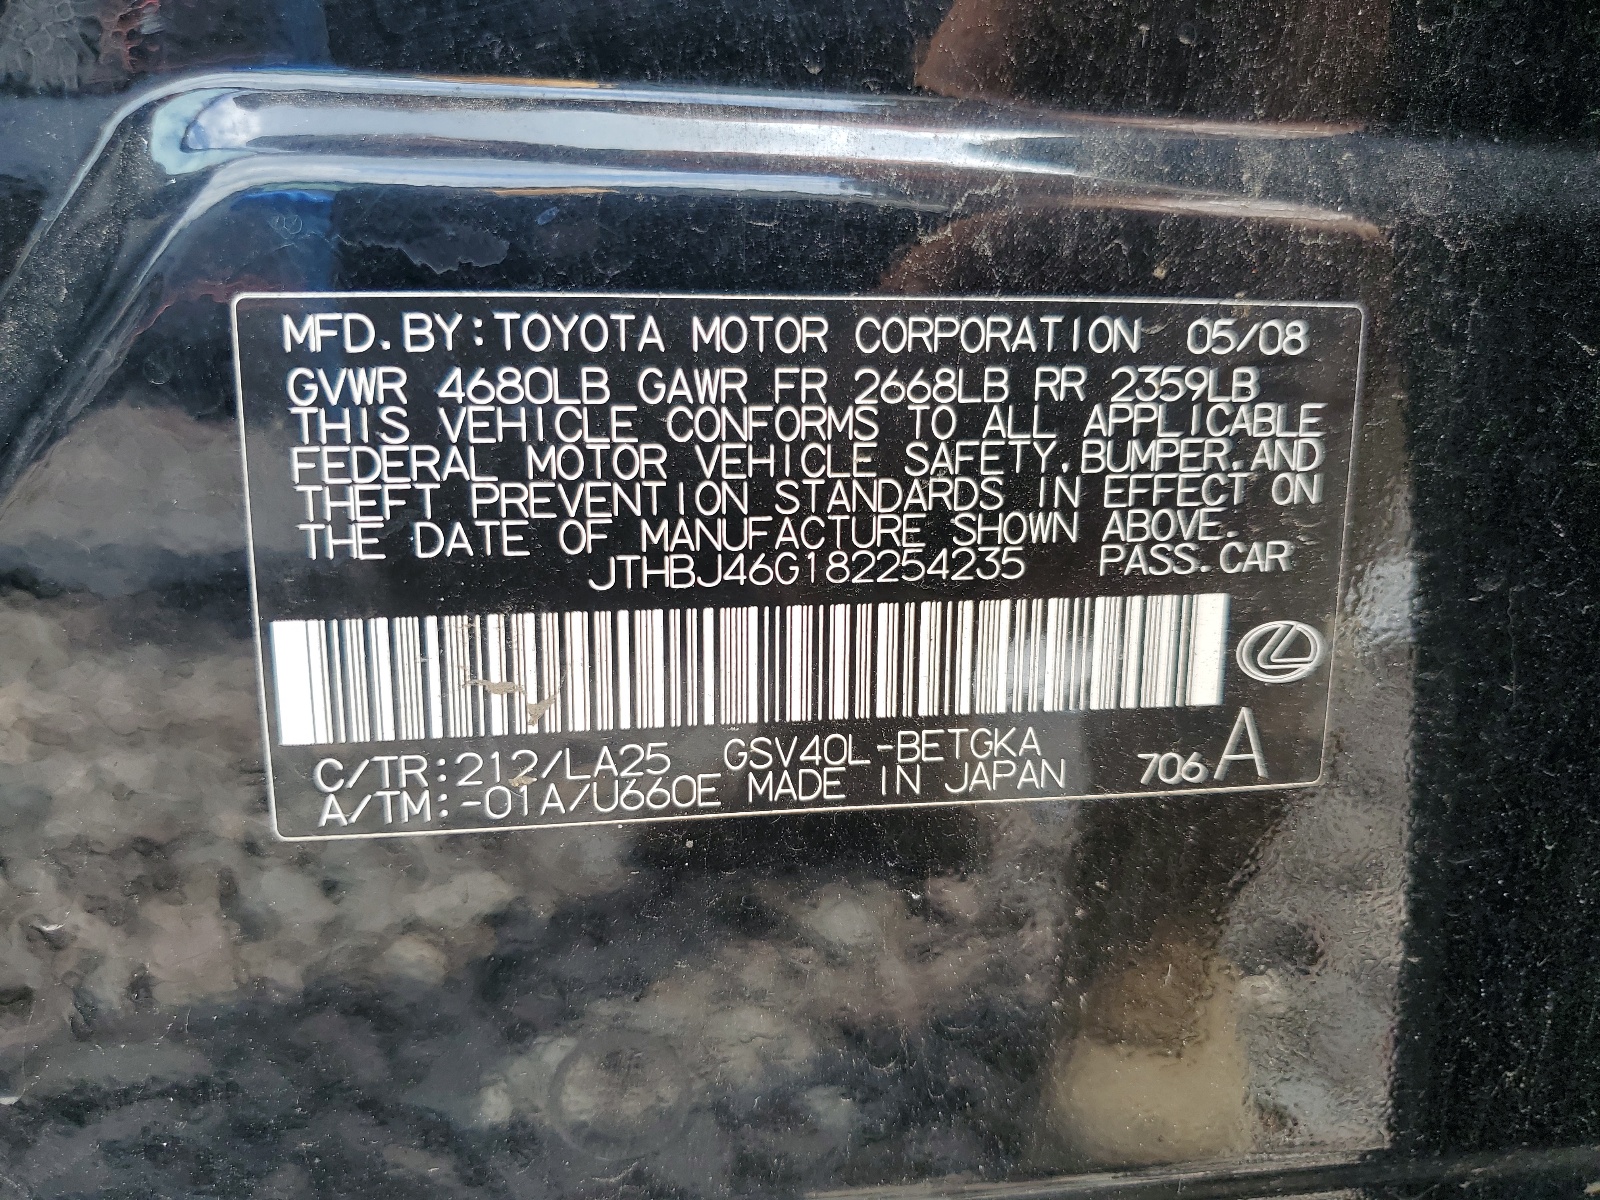 MFD. BY: TOYOTA MOTOR CORPORATION 05/08
GVWR 4680LB GAWR FR 2668LB RR 2359LB
THIS VEHICLE CONFORMS TO ALL APPLICABLE
FEDERAL MOTOR VEHICLE SAFETY, BUMPER, AND
THEFT PREVENTION STANDARDS IN EFFECT ON
THE DATE OF MANUFACTURE SHOWN ABOVE.
JTHBJ46G182254235 PASS. CAR
C/TR: 212/LA25 GSV40L-BETGKA
A/TM: -01A/U660E MADE IN JAPAN 706 A